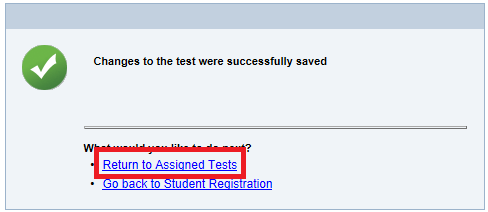 Changes to the test were successfully saved
What would you like to do next?
• Return to Assigned Tests
• Go back to Student Registration